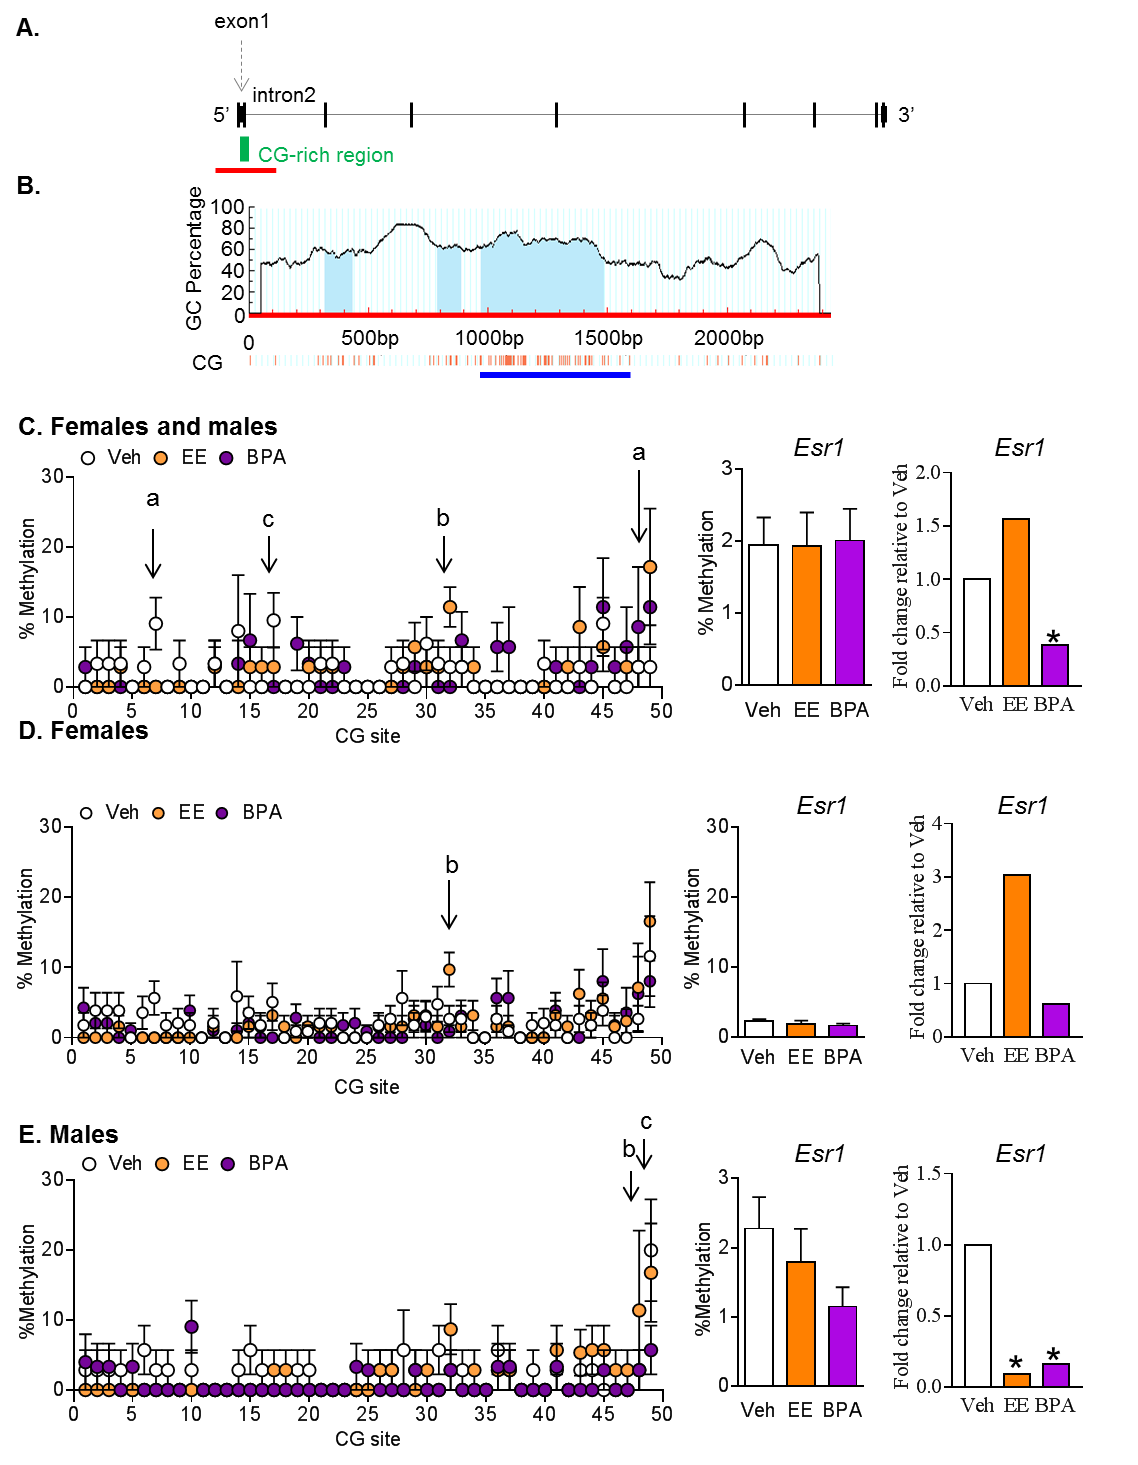 A.
exon1
intron2
5’
3’
CG-rich region
B.
GC Percentage
100
80
60
40
20
0
0
500bp
1000bp
1500bp
2000bp
CG
C. Females and males
Veh EE BPA
% Methylation
30
20
10
0
a
c
b
a
0 5 10 15 20 25 30 35 40 45 50
CG site
Esr1
% Methylation
3
2
1
0
Veh EE BPA
Esr1
Fold change relative to Veh
2.0
1.5
1.0
0.5
0.0
*
Veh EE BPA
D. Females
Veh EE BPA
% Methylation
30
20
10
0
b
0 5 10 15 20 25 30 35 40 45 50
CG site
Esr1
% Methylation
30
20
10
0
Veh EE BPA
Esr1
Fold change relative to Veh
4
3
2
1
0
Veh EE BPA
E. Males
Veh EE BPA
%Methylation
30
20
10
0
b
c
0 5 10 15 20 25 30 35 40 45 50
CG site
Esr1
%Methylation
3
2
1
0
Veh EE BPA
Esr1
Fold change relative to Veh
1.5
1.0
0.5
0.0
* *
Veh EE BPA